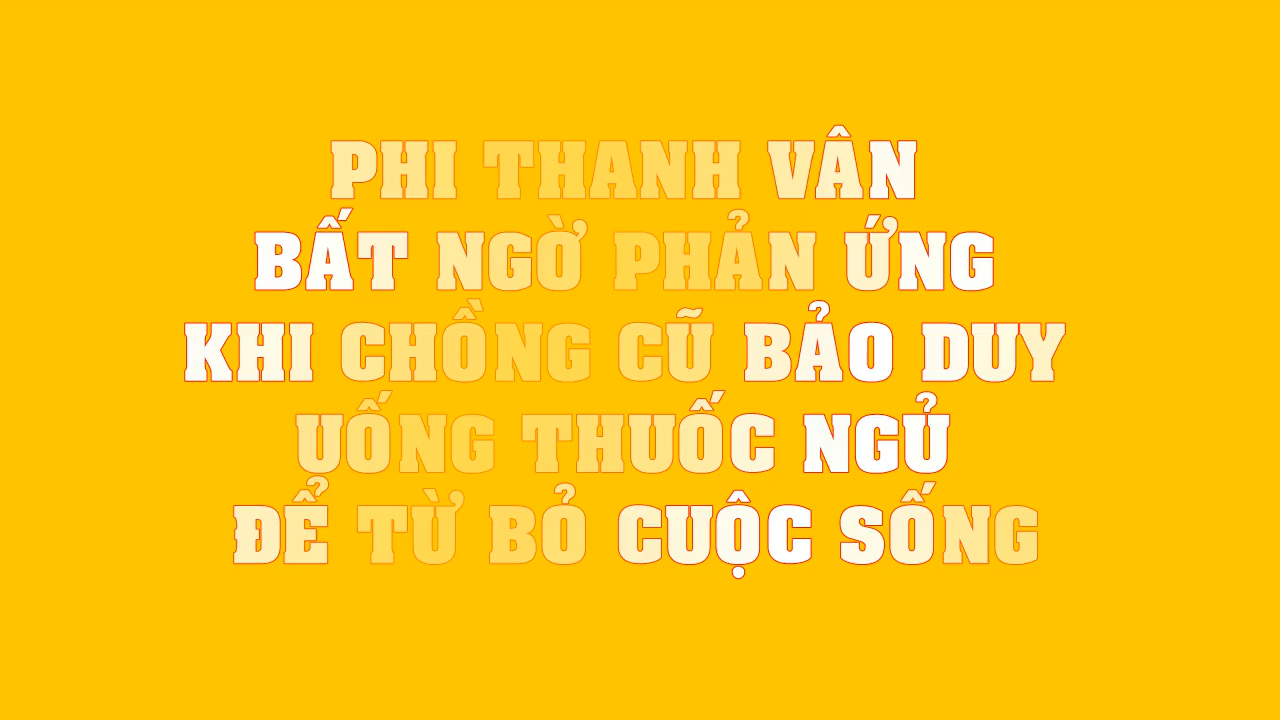 PHI THANH VÂN
BẤT NGỜ PHẢN ỨNG
KHI CHỒNG CŨ BẢO DUY
UỐNG THUỐC NGỦ
ĐỂ TỪ BỎ CUỘC SỐNG